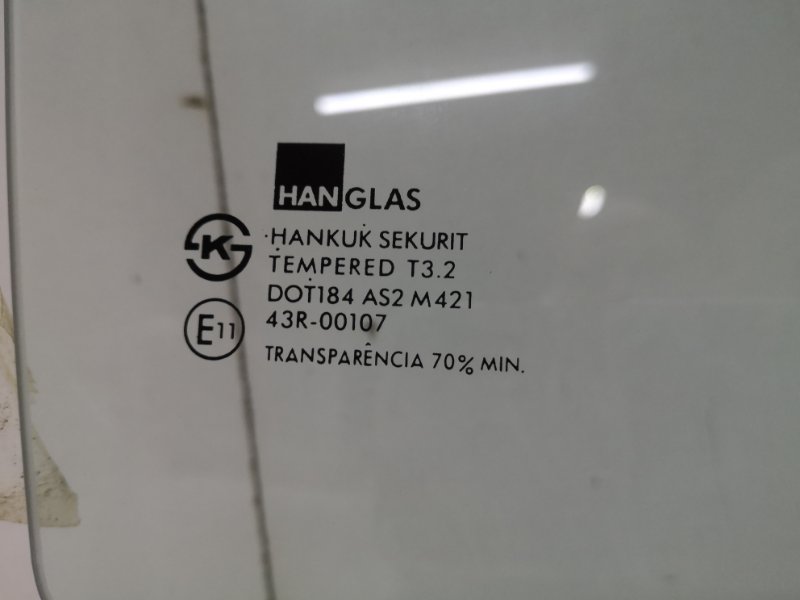 HANGLAS
K
HANKUK SEKURIT
TEMPERED T3.2
DOT184 AS2 M421
E11
43R-00107
TRANSPARÊNCIA 70% MIN.